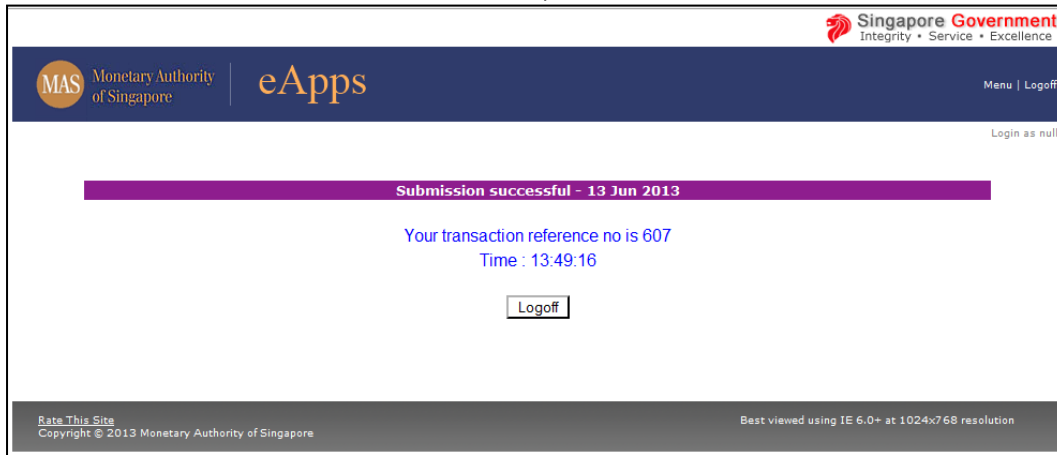 Singapore Government
Integrity • Service • Excellence
MAS
Monetary Authority
of Singapore
eApps
Menu | Logoff
Login as null
Submission successful - 13 Jun 2013
Your transaction reference no is 607
Time : 13:49:16
Logoff
Rate This Site
Copyright © 2013 Monetary Authority of Singapore
Best viewed using IE 6.0+ at 1024x768 resolution